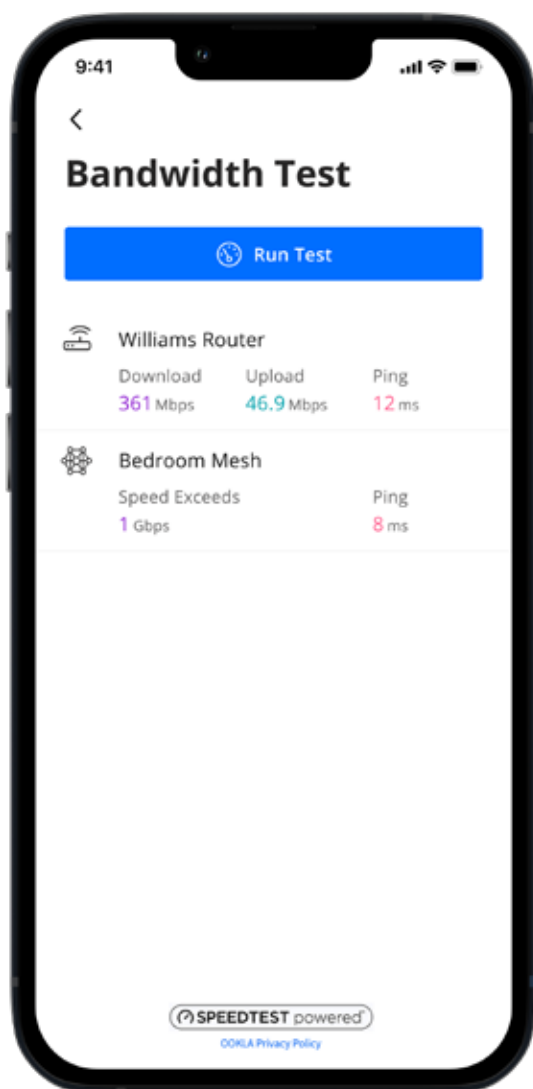 9:41
Bandwidth Test
Run Test
Williams Router
Download Upload Ping
361 Mbps 46.9 Mbps 12 ms
Bedroom Mesh
Speed Exceeds Ping
1 Gbps 8 ms
SPEEDTEST powered
OOKLA Privacy Policy